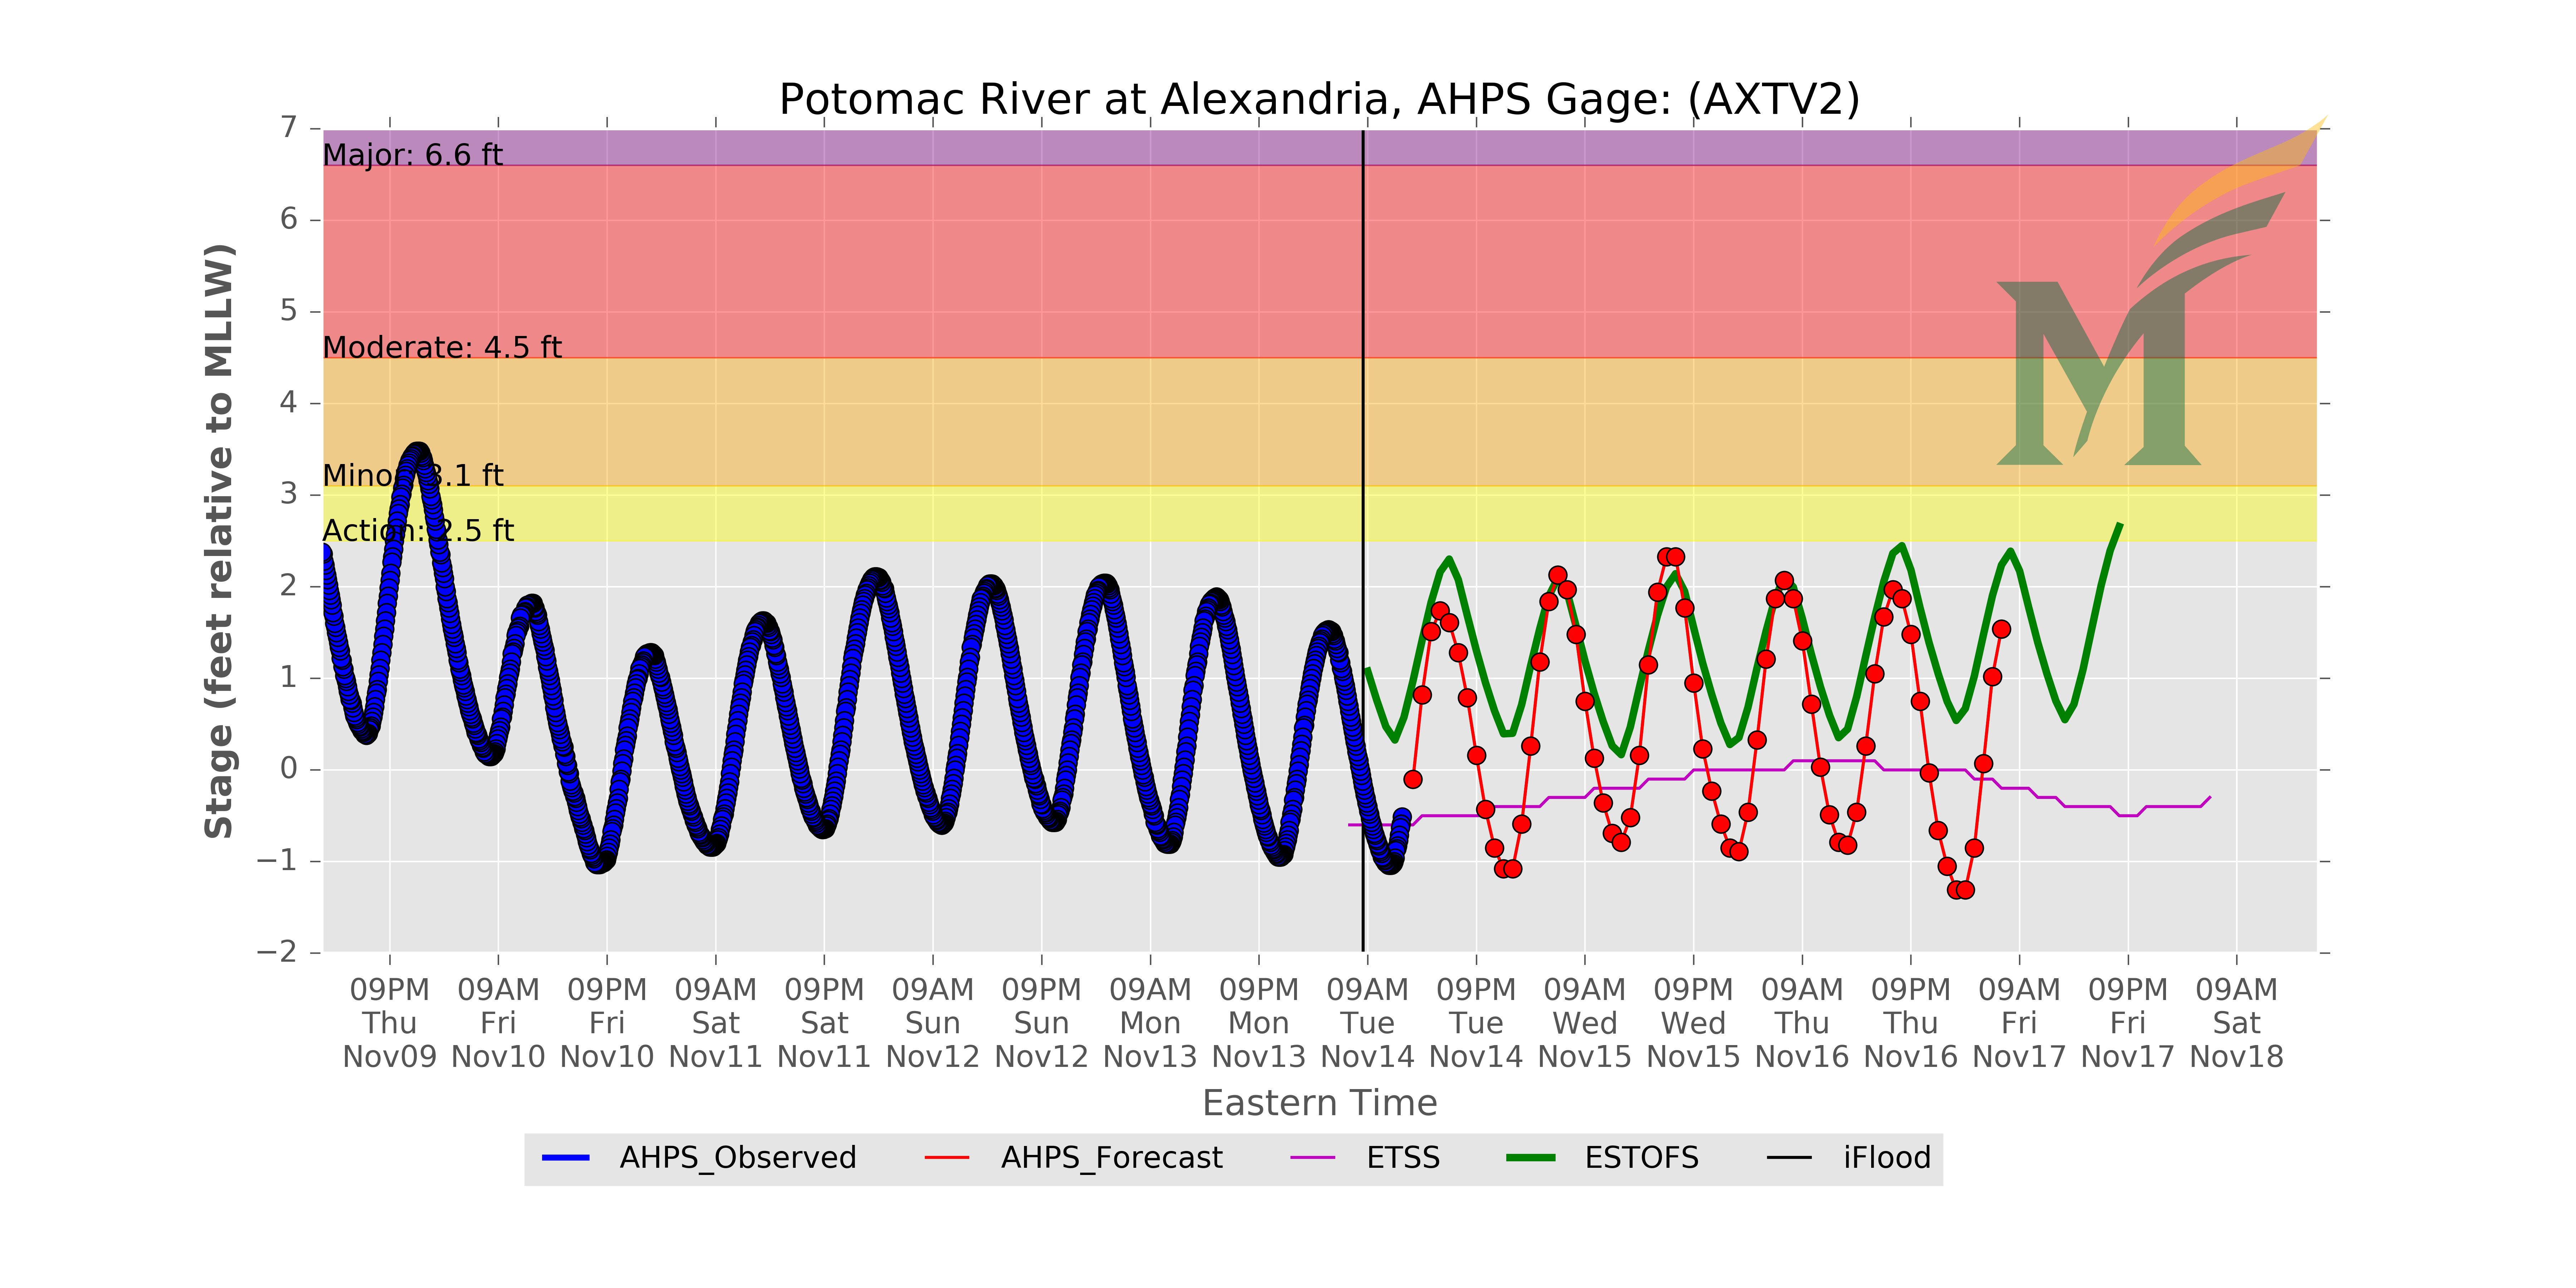 Potomac River at Alexandria, AHPS Gage: (AXTV2)
Stage (feet relative to MLLW)
7
6
5
4
3
2
1
0
−1
−2
Major: 6.6 ft
Moderate: 4.5 ft
Minor: 3.1 ft
Action: 2.5 ft
M
09PM 09AM 09PM 09AM 09PM 09AM 09PM 09AM 09PM 09AM 09PM 09AM 09PM 09AM 09PM 09AM 09PM 09AM
Thu Fri Fri Sat Sat Sun Sun Mon Mon Tue Tue Wed Wed Thu Thu Fri Fri Sat
Nov09 Nov10 Nov10 Nov11 Nov11 Nov12 Nov12 Nov13 Nov13 Nov14 Nov14 Nov15 Nov15 Nov16 Nov16 Nov17 Nov17 Nov18
Eastern Time
AHPS_Observed AHPS_Forecast ETSS ESTOFS iFlood